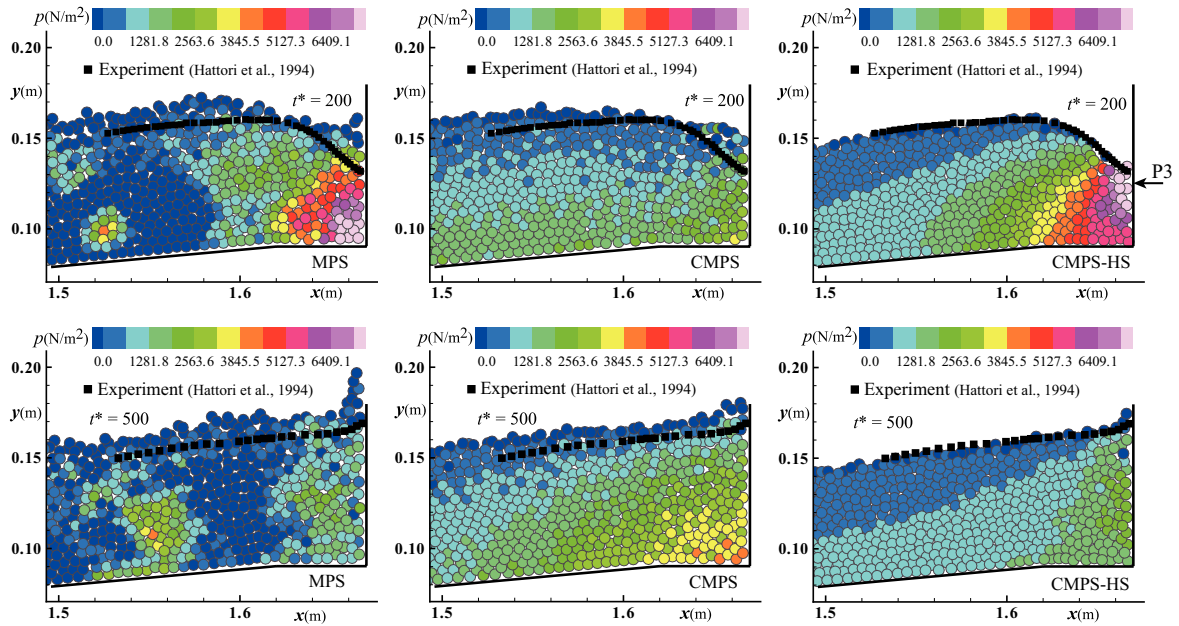 p(N/m²)
0.0 1281.8 2563.6 3845.5 5127.3 6409.1
0.20
Experiment (Hattori et al., 1994)
y(m)
t* = 200
0.15
0.10
MPS
1.5 1.6 x(m)
p(N/m²)
0.0 1281.8 2563.6 3845.5 5127.3 6409.1
0.20
Experiment (Hattori et al., 1994)
y(m)
t* = 200
0.15
0.10
CMPS
1.5 1.6 x(m)
p(N/m²)
0.0 1281.8 2563.6 3845.5 5127.3 6409.1
0.20
Experiment (Hattori et al., 1994)
y(m)
t* = 200
0.15
P3
0.10
CMPS-HS
1.5 1.6 x(m)
p(N/m²)
0.0 1281.8 2563.6 3845.5 5127.3 6409.1
0.20
Experiment (Hattori et al., 1994)
y(m)
t* = 500
0.15
0.10
MPS
1.5 1.6 x(m)
p(N/m²)
0.0 1281.8 2563.6 3845.5 5127.3 6409.1
0.20
Experiment (Hattori et al., 1994)
y(m)
t* = 500
0.15
0.10
CMPS
1.5 1.6 x(m)
p(N/m²)
0.0 1281.8 2563.6 3845.5 5127.3 6409.1
0.20
Experiment (Hattori et al., 1994)
y(m)
t* = 500
0.15
0.10
CMPS-HS
1.5 1.6 x(m)